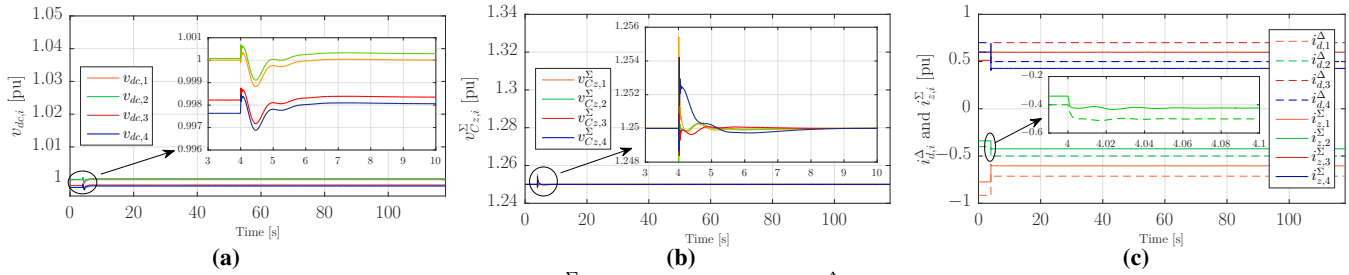 1.05
1.04
1.03
1.02
1.01
1
v_{dc,i} [pu]
1.001
1
0.999
0.998
0.997
0.996
3 4 5 6 7 8 9 10
v_{dc,1}
v_{dc,2}
v_{dc,3}
v_{dc,4}
0 20 40 60 80 100
Time [s]
(a)
1.34
1.32
1.30
1.28
1.26
1.24
v^Σ_{Cz,i} [pu]
1.256
1.254
1.252
1.250
1.248
3 4 5 6 7 8 9 10
v^Σ_{Cz,1}
v^Σ_{Cz,2}
v^Σ_{Cz,3}
v^Σ_{Cz,4}
0 20 40 60 80 100
Time [s]
(b)
1
0.5
0
−0.5
−1
i^Δ_{d,i} and i^Σ_{z,i} [pu]
−0.2
−0.4
−0.6
4 4.02 4.04 4.06 4.08 4.1
i^Δ_{d,1}
i^Δ_{d,2}
i^Δ_{d,3}
i^Δ_{d,4}
i^Σ_{z,1}
i^Σ_{z,2}
i^Σ_{z,3}
i^Σ_{z,4}
0 20 40 60 80 100
Time [s]
(c)
Σ Δ